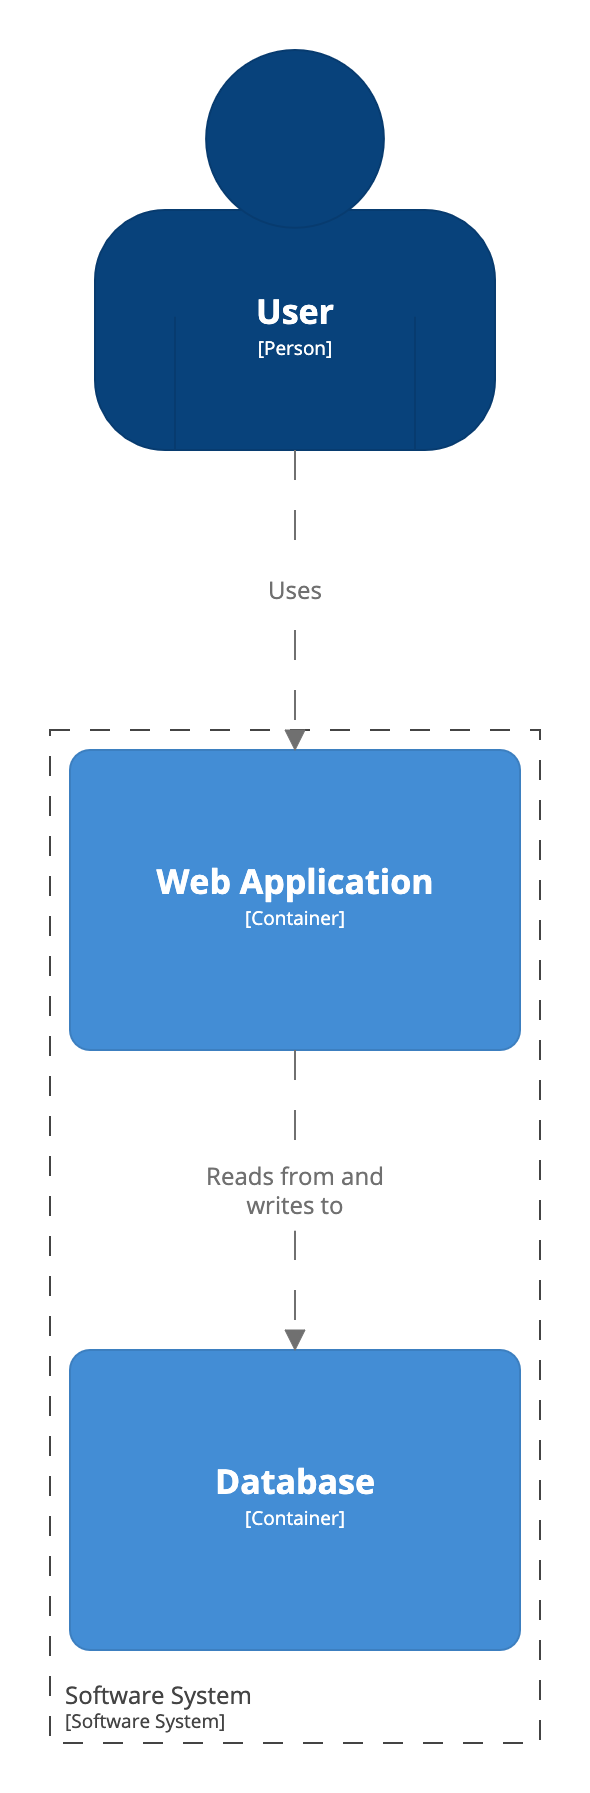 User
[Person]
Uses
Web Application
[Container]
Reads from and
writes to
Database
[Container]
Software System
[Software System]